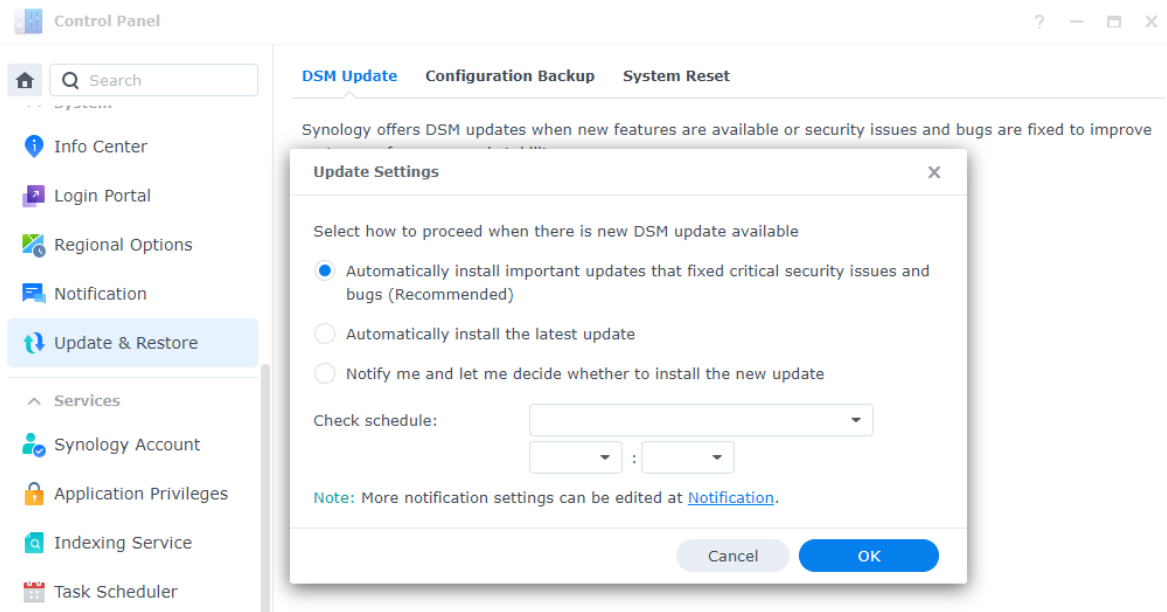 Control Panel
Search
DSM Update Configuration Backup System Reset
Synology offers DSM updates when new features are available or security issues and bugs are fixed to improve
Info Center
Login Portal
Regional Options
Notification
Update & Restore
Services
Synology Account
Application Privileges
Indexing Service
Task Scheduler
Update Settings
Select how to proceed when there is new DSM update available
Automatically install important updates that fixed critical security issues and
bugs (Recommended)
Automatically install the latest update
Notify me and let me decide whether to install the new update
Check schedule:
:
Note: More notification settings can be edited at Notification.
Cancel OK